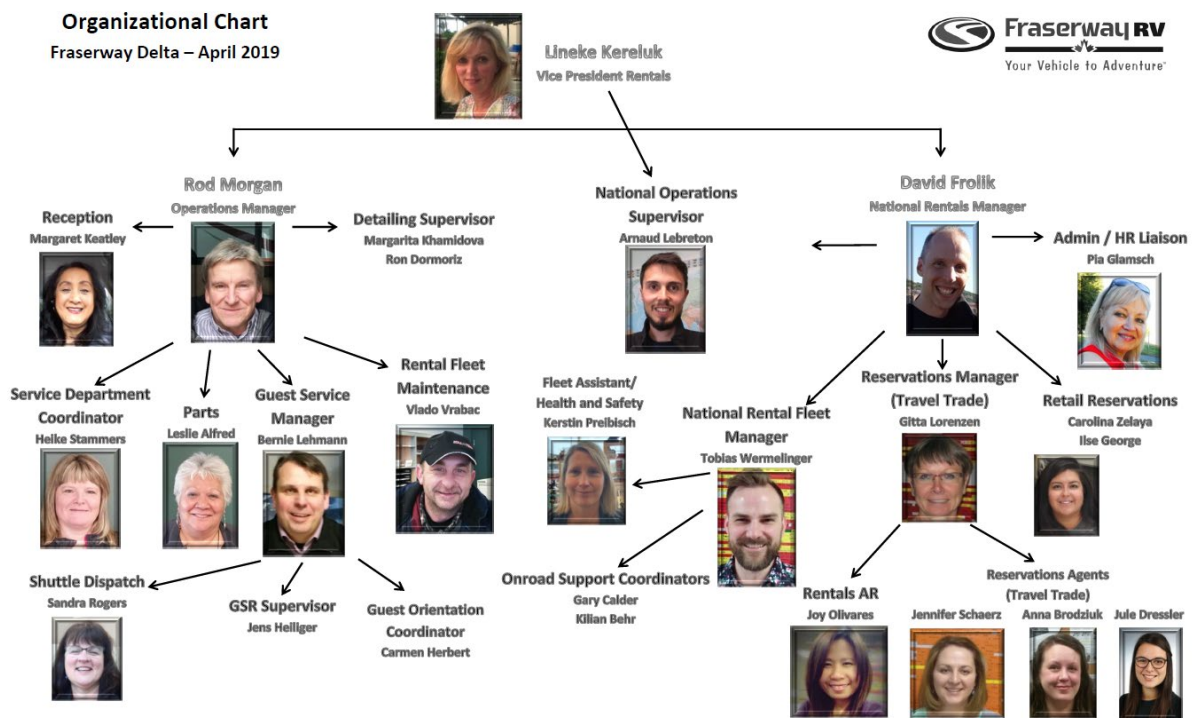 Organizational Chart
Fraserway Delta – April 2019
Lineke Kereluk
Vice President Rentals
Fraserway RV
Your Vehicle to Adventure
Rod Morgan
Operations Manager
Reception
Margaret Keatley
Detailing Supervisor
Margarita Khamidova
Ron Dormoriz
National Operations
Supervisor
Arnaud Lebreton
David Frolik
National Rentals Manager
Admin / HR Liaison
Pia Glamsch
Service Department
Coordinator
Heike Stammers
Parts
Leslie Alfred
Guest Service
Manager
Bernie Lehmann
Rental Fleet
Maintenance
Vlado Vrabac
Fleet Assistant/
Health and Safety
Kerstin Preibisch
National Rental Fleet
Manager
Tobias Wermelinger
Reservations Manager
(Travel Trade)
Gitta Lorenzen
Retail Reservations
Carolina Zelaya
Ilse George
Shuttle Dispatch
Sandra Rogers
GSR Supervisor
Jens Heiliger
Guest Orientation
Coordinator
Carmen Herbert
Onroad Support Coordinators
Gary Calder
Kilian Behr
Rentals AR
Joy Olivares
Reservations Agents
(Travel Trade)
Jennifer Schaerz
Anna Brodziuk
Jule Dressler